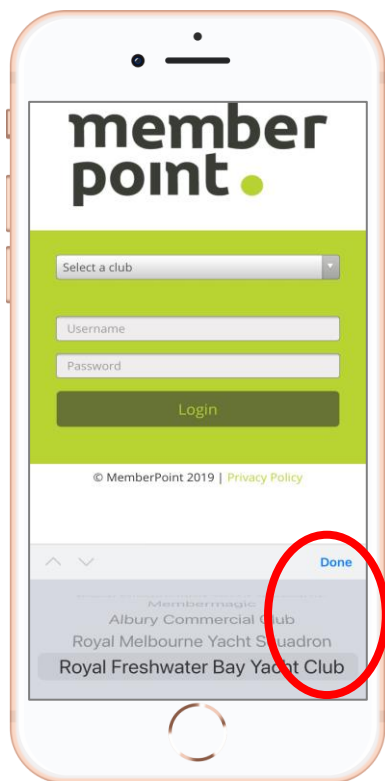 member
point
Select a club
Username
Password
Login
© MemberPoint 2019 | Privacy Policy
Done
Membermagic
Albury Commercial Club
Royal Melbourne Yacht Squadron
Royal Freshwater Bay Yacht Club